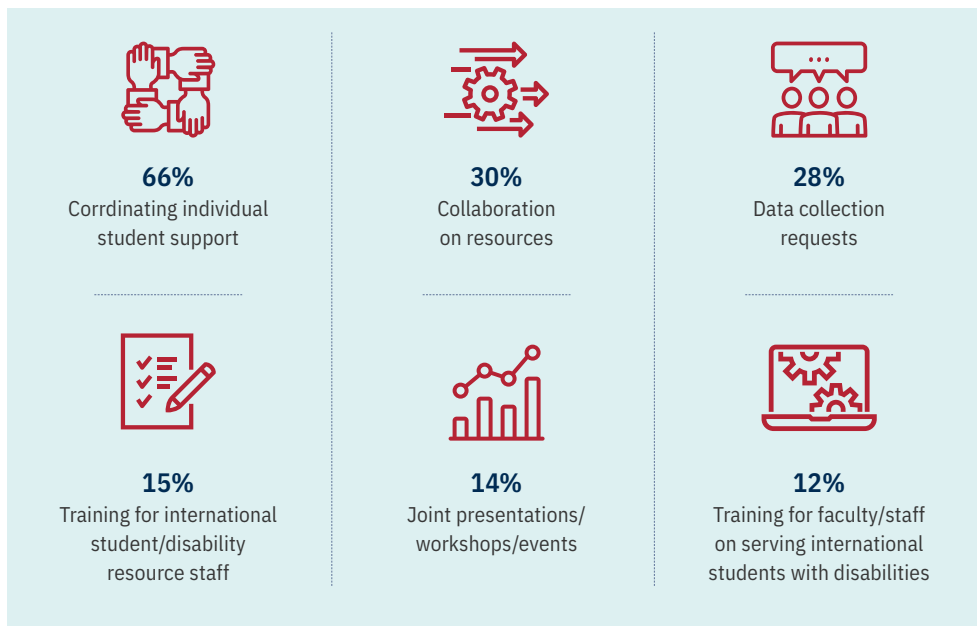 66%
Corrdinating individual
student support
30%
Collaboration
on resources
28%
Data collection
requests
15%
Training for international
student/disability
resource staff
14%
Joint presentations/
workshops/events
12%
Training for faculty/staff
on serving international
students with disabilities